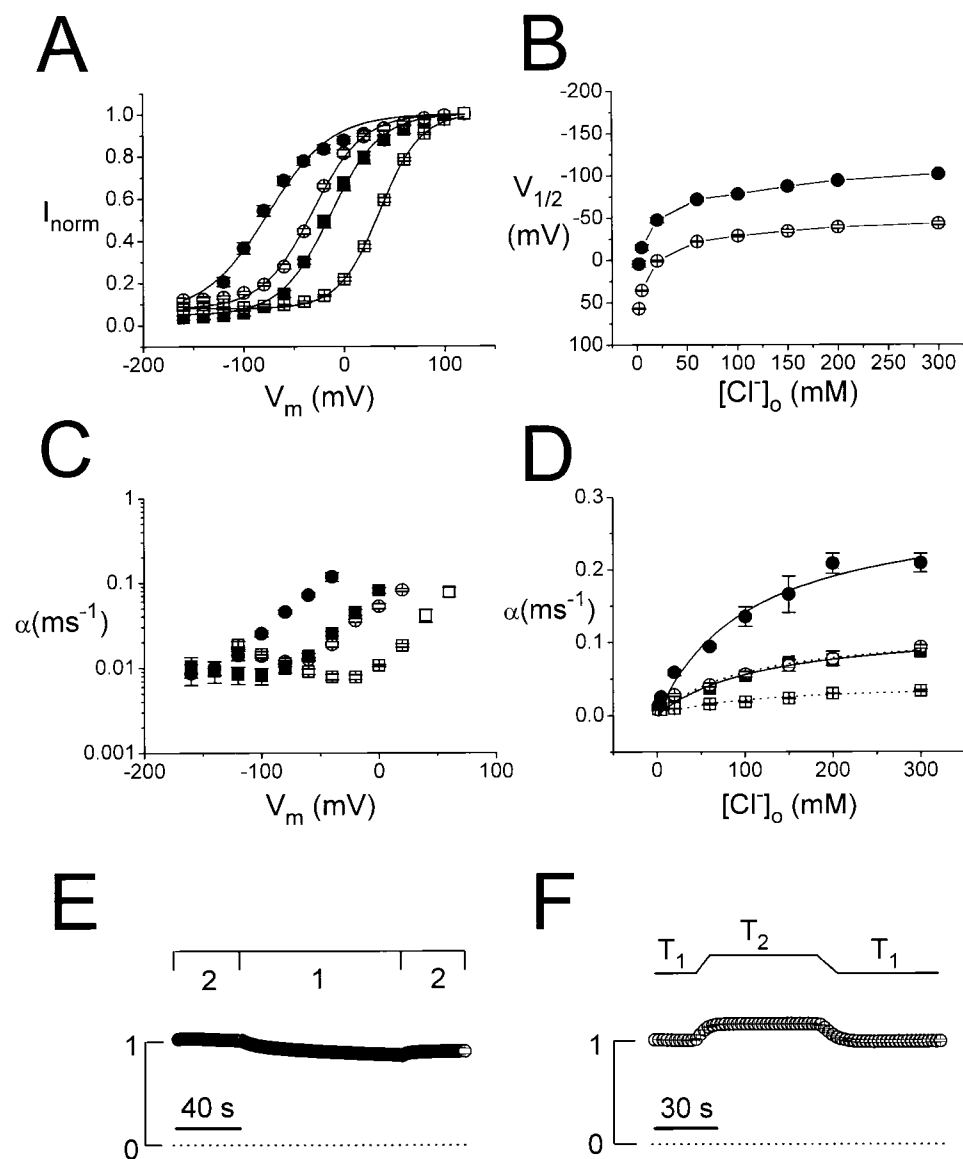 A
1.0
0.8
0.6
0.4
0.2
0.0
I_norm
-200 -100 0 100
V_m (mV)
B
-200
-150
-100
-50
0
50
100
V_1/2
(mV)
0 50 100 150 200 250 300
[Cl⁻]_o (mM)
C
1
0.1
0.01
0.001
α(ms⁻¹)
-200 -100 0 100
V_m (mV)
D
0.3
0.2
0.1
0.0
α(ms⁻¹)
0 100 200 300
[Cl⁻]_o (mM)
E
2 1 2
1
40 s
0
F
T₁ T₂ T₁
1
30 s
0